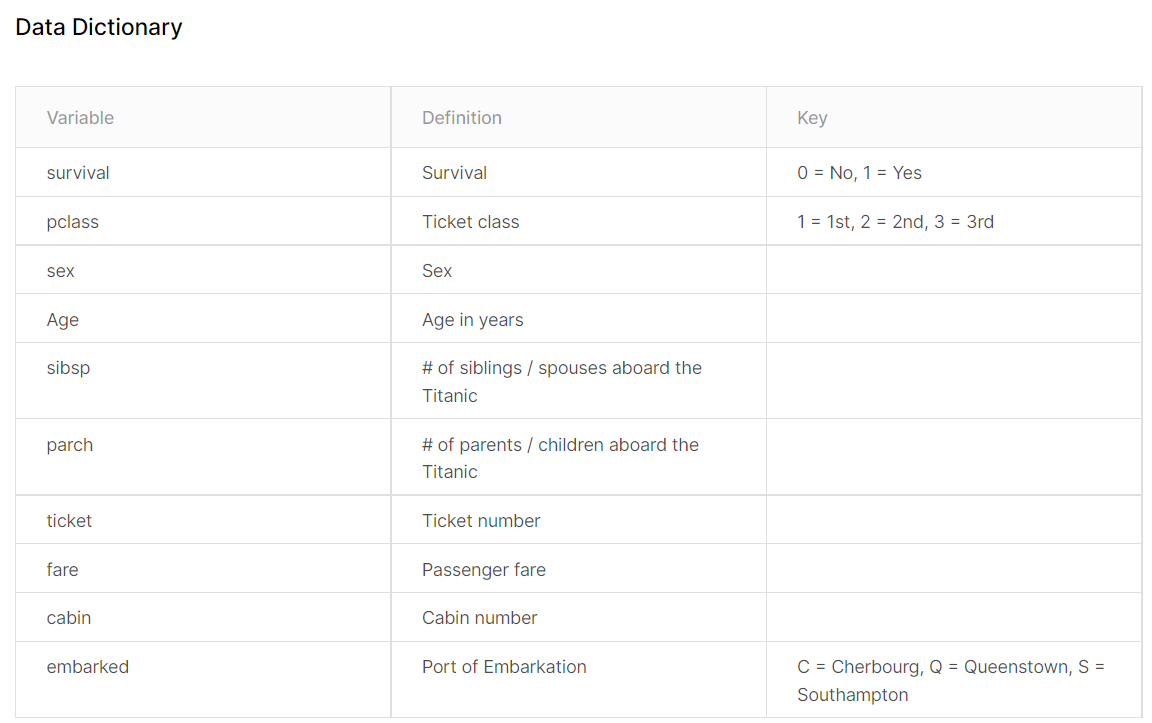 Data Dictionary
Variable Definition Key
survival Survival 0 = No, 1 = Yes
pclass Ticket class 1 = 1st, 2 = 2nd, 3 = 3rd
sex Sex
Age Age in years
sibsp # of siblings / spouses aboard the
Titanic
parch # of parents / children aboard the
Titanic
ticket Ticket number
fare Passenger fare
cabin Cabin number
embarked Port of Embarkation C = Cherbourg, Q = Queenstown, S =
Southampton